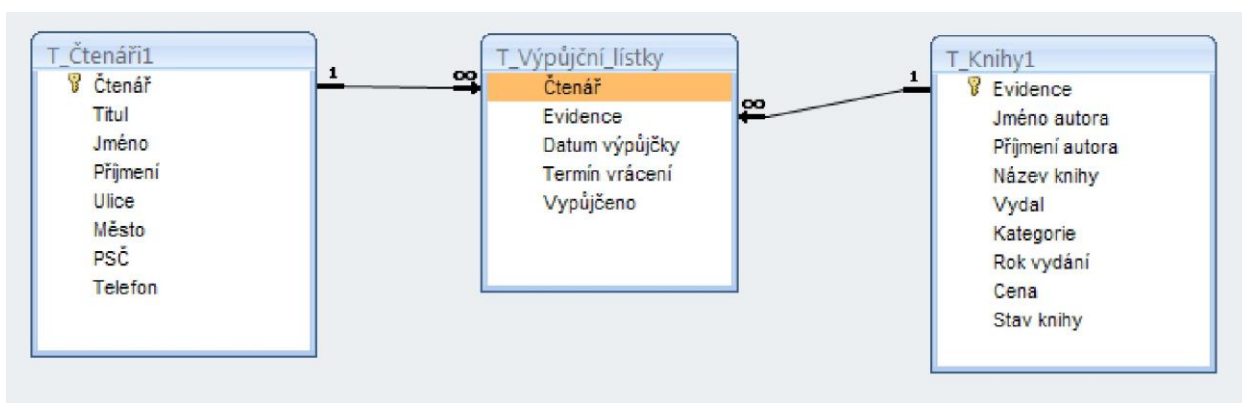 T_Čtenáři1
Čtenář
Titul
Jméno
Příjmení
Ulice
Město
PSČ
Telefon
1
∞
T_Výpůjční_lístky
Čtenář
Evidence
Datum výpůjčky
Termín vrácení
Vypůjčeno
∞
1
T_Knihy1
Evidence
Jméno autora
Příjmení autora
Název knihy
Vydal
Kategorie
Rok vydání
Cena
Stav knihy